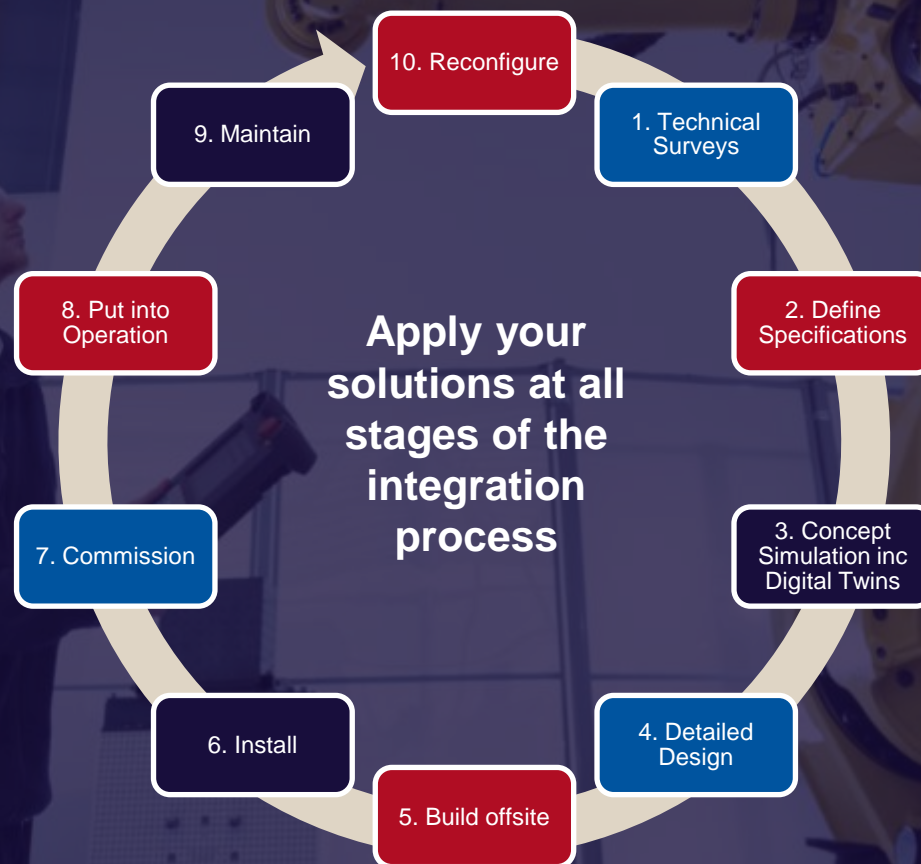 10. Reconfigure
1. Technical
Surveys
2. Define
Specifications
3. Concept
Simulation inc
Digital Twins
4. Detailed
Design
5. Build offsite
6. Install
7. Commission
8. Put into
Operation
9. Maintain
Apply your
solutions at all
stages of the
integration
process